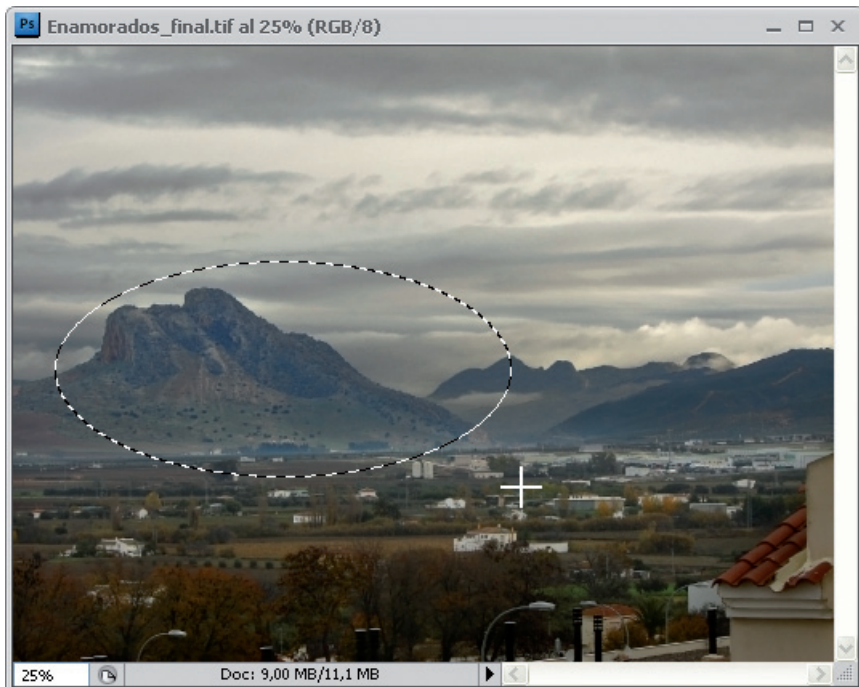 Ps Enamorados_final.tif al 25% (RGB/8)
25% Doc: 9,00 MB/11,1 MB